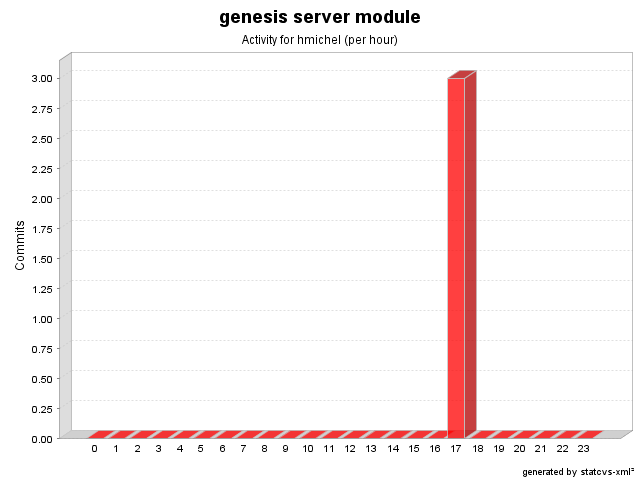 genesis server module
Activity for hmichel (per hour)
Commits
3.00
2.75
2.50
2.25
2.00
1.75
1.50
1.25
1.00
0.75
0.50
0.25
0.00
0 1 2 3 4 5 6 7 8 9 10 11 12 13 14 15 16 17 18 19 20 21 22 23
generated by statcvs-xml²